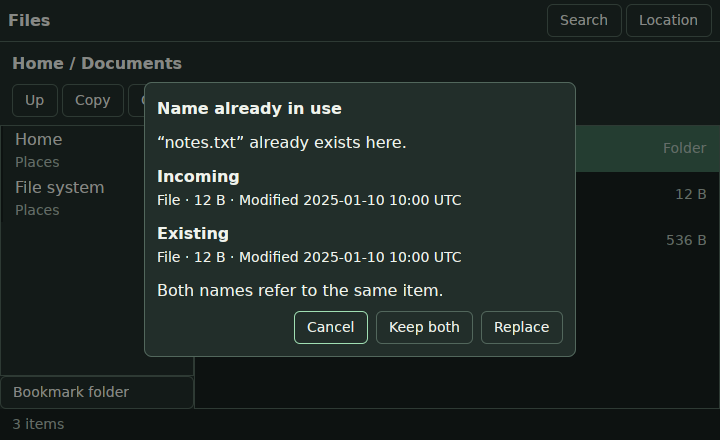 Files
Search
Location
Home / Documents
Up
Copy
Name already in use
“notes.txt” already exists here.
Incoming
File · 12 B · Modified 2025-01-10 10:00 UTC
Existing
File · 12 B · Modified 2025-01-10 10:00 UTC
Both names refer to the same item.
Cancel
Keep both
Replace
Home
Places
File system
Places
Folder
12 B
536 B
Bookmark folder
3 items